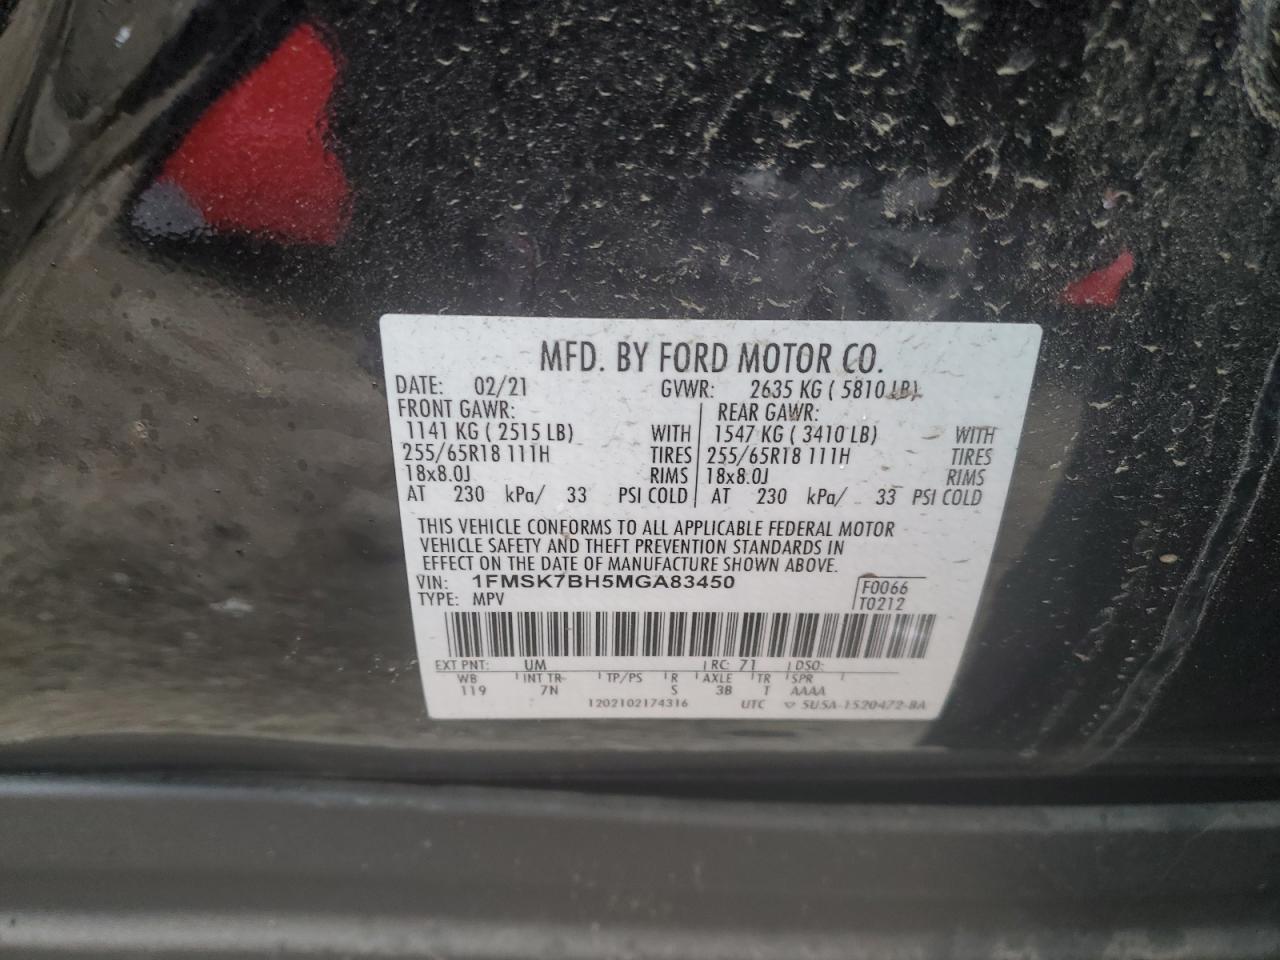 MFD. BY FORD MOTOR CO.
DATE: 02/21 GVWR: 2635 KG ( 5810 LB)
FRONT GAWR: REAR GAWR:
1141 KG ( 2515 LB) WITH 1547 KG ( 3410 LB) WITH
255/65R18 111H TIRES 255/65R18 111H TIRES
18x8.0J RIMS 18x8.0J RIMS
AT 230 kPa/ 33 PSI COLD AT 230 kPa/ 33 PSI COLD
THIS VEHICLE CONFORMS TO ALL APPLICABLE FEDERAL MOTOR
VEHICLE SAFETY AND THEFT PREVENTION STANDARDS IN
EFFECT ON THE DATE OF MANUFACTURE SHOWN ABOVE.
VIN: 1FMSK7BH5MGA83450 F0066
TYPE: MPV T0212
EXT PNT: UM RC: 71 DSO:
WB INT TR TP/PS R AXLE TR SPR
119 7N S 3B T AAAA
1202102174316 UTC 5U5A-1520472-BA